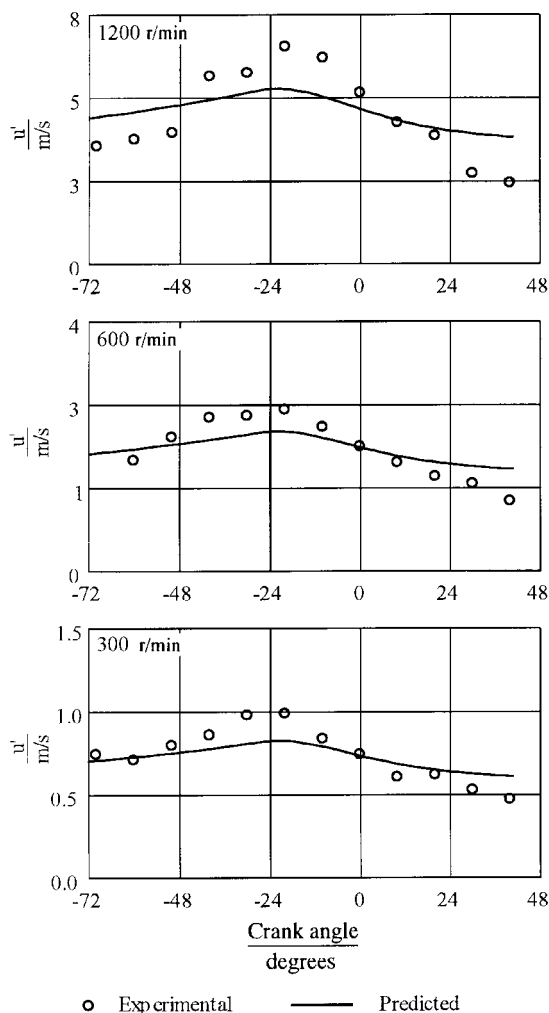 1200 r/min
8
5
3
0
u'
m/s
-72 -48 -24 0 24 48
600 r/min
4
3
1
0
u'
m/s
-72 -48 -24 0 24 48
300 r/min
1.5
1.0
0.5
0.0
u'
m/s
-72 -48 -24 0 24 48
Crank angle
degrees
Experimental Predicted